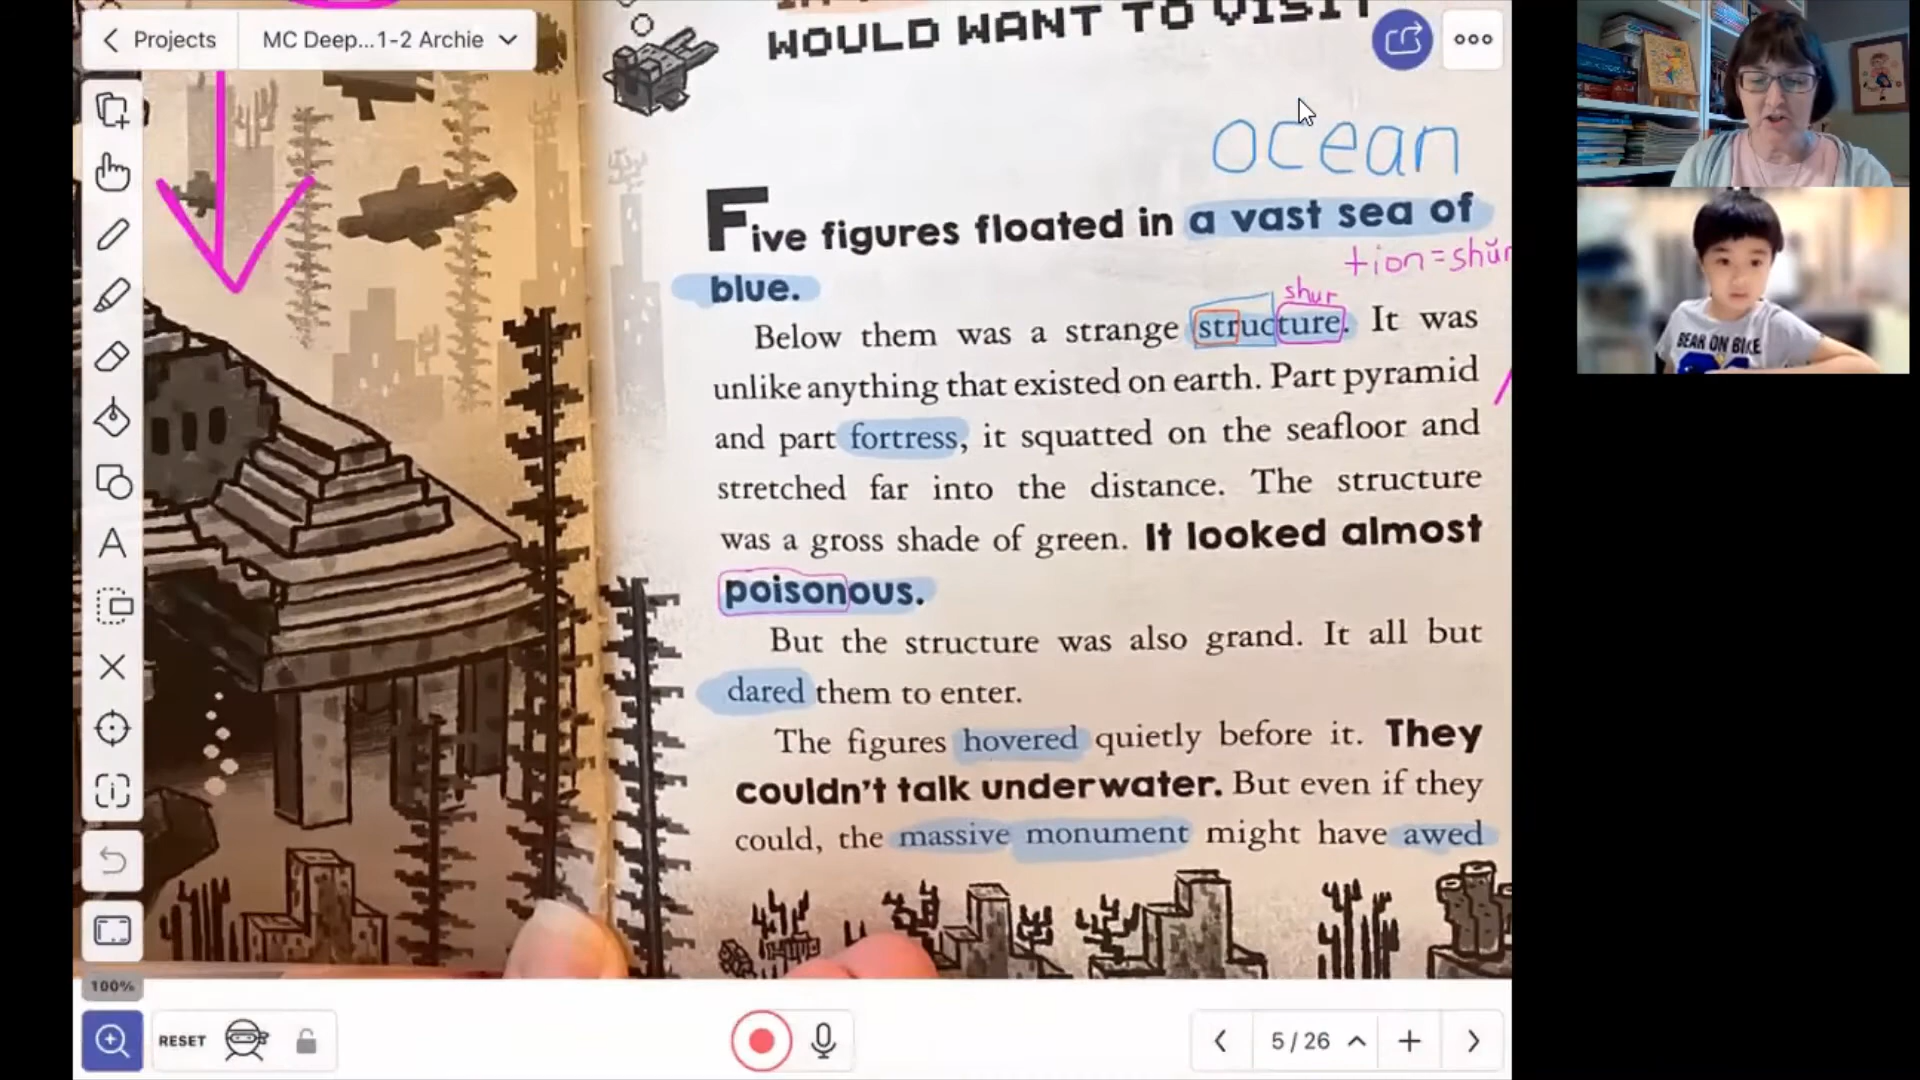 Projects
MC Deep...1-2 Archie
WOULD WANT TO VISIT
ocean
Five figures floated in a vast sea of
blue.
tion = shŭn
shur
Below them was a strange structure. It was
unlike anything that existed on earth. Part pyramid
and part fortress, it squatted on the seafloor and
stretched far into the distance. The structure
was a gross shade of green. It looked almost
poisonous.
But the structure was also grand. It all but
dared them to enter.
The figures hovered quietly before it. They
couldn't talk underwater. But even if they
could, the massive monument might have awed
BEAR ON BIKE
100%
RESET
5 / 26